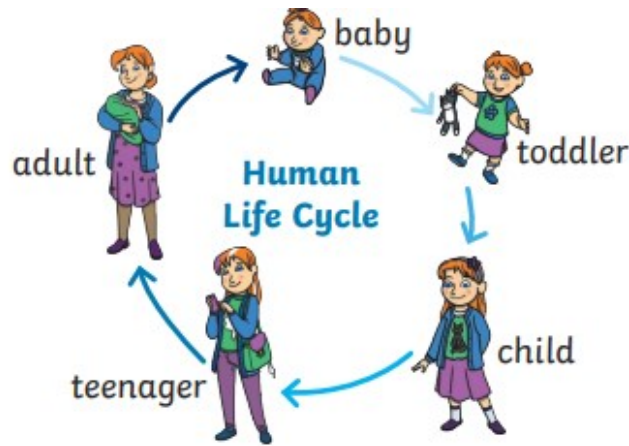 baby
toddler
adult
Human
Life Cycle
child
teenager